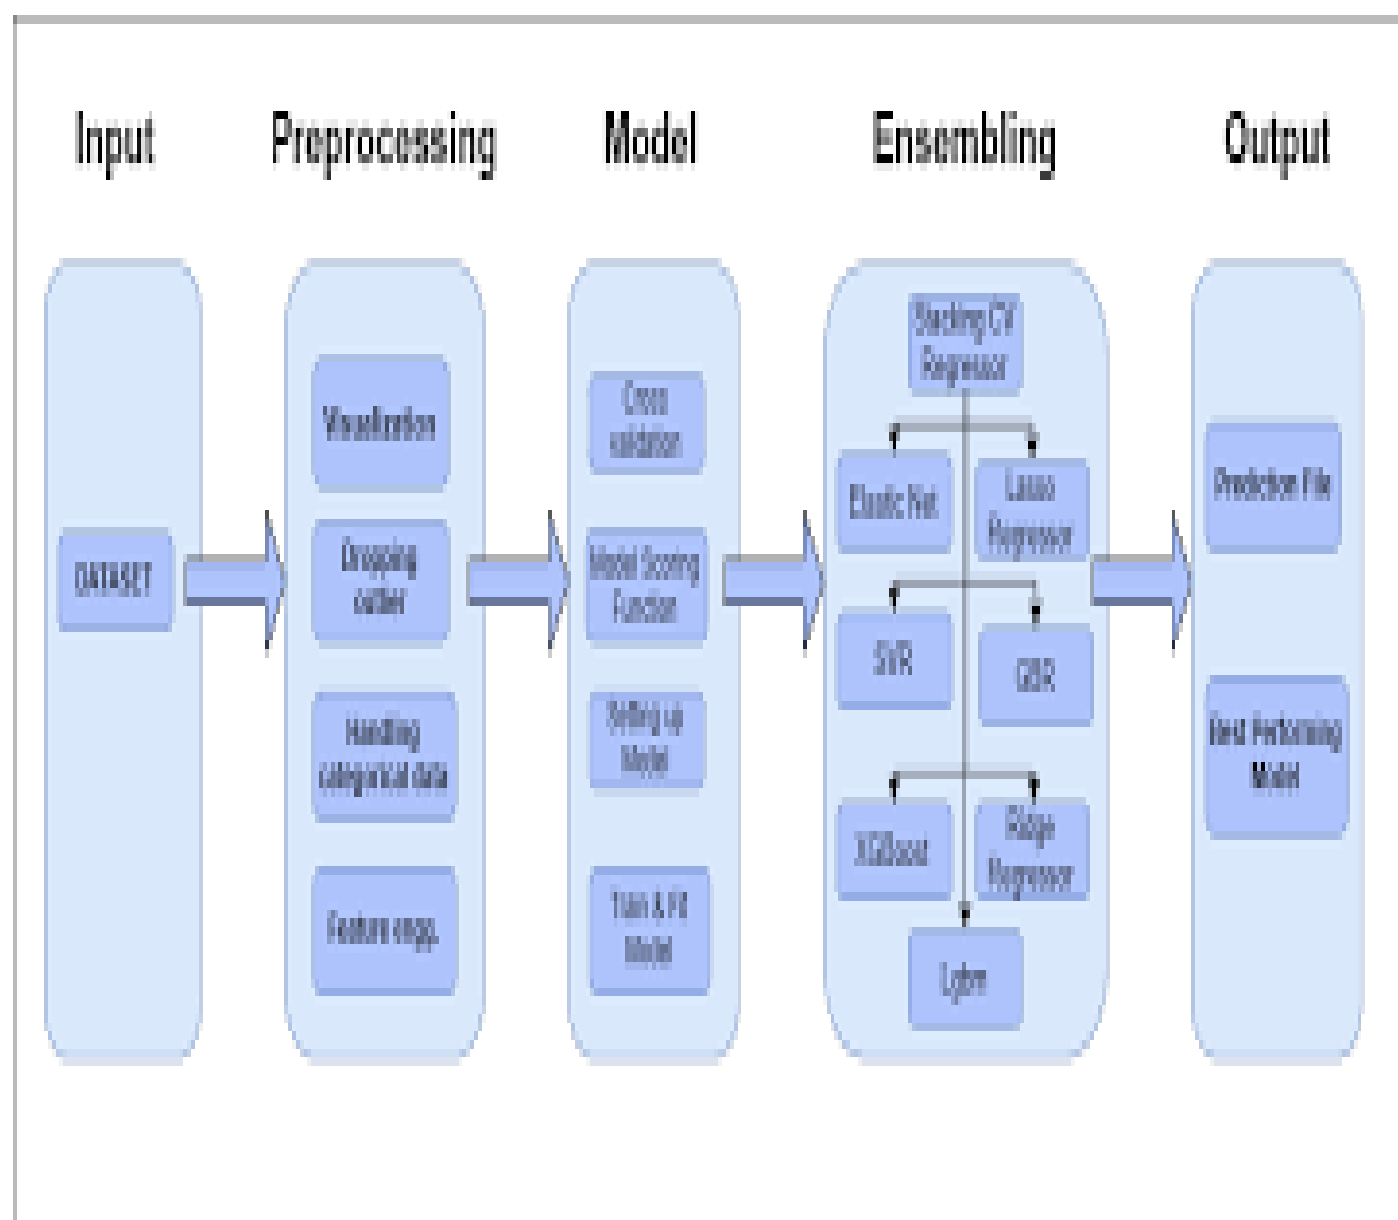 Input
Preprocessing
Model
Ensembling
Output
DATASET
Visualization
Dropping
outlier
Handling
categorical data
Feature engg.
Cross
validation
Model Scoring
Function
Setting up
Model
Train & Fit
Model
Stacking CV
Regressor
Elastic Net
Lasso
Regressor
SVR
GBR
XGBoost
Ridge
Regressor
Lgbm
Prediction File
Best Performing
Model